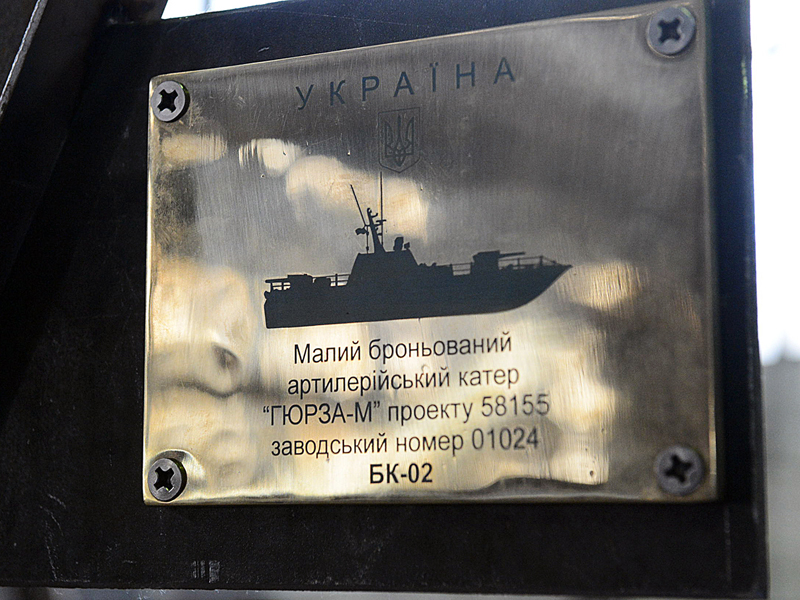 УКРАЇНА
Малий броньований
артилерійський катер
“ГЮРЗА-М” проекту 58155
заводський номер 01024
БК-02